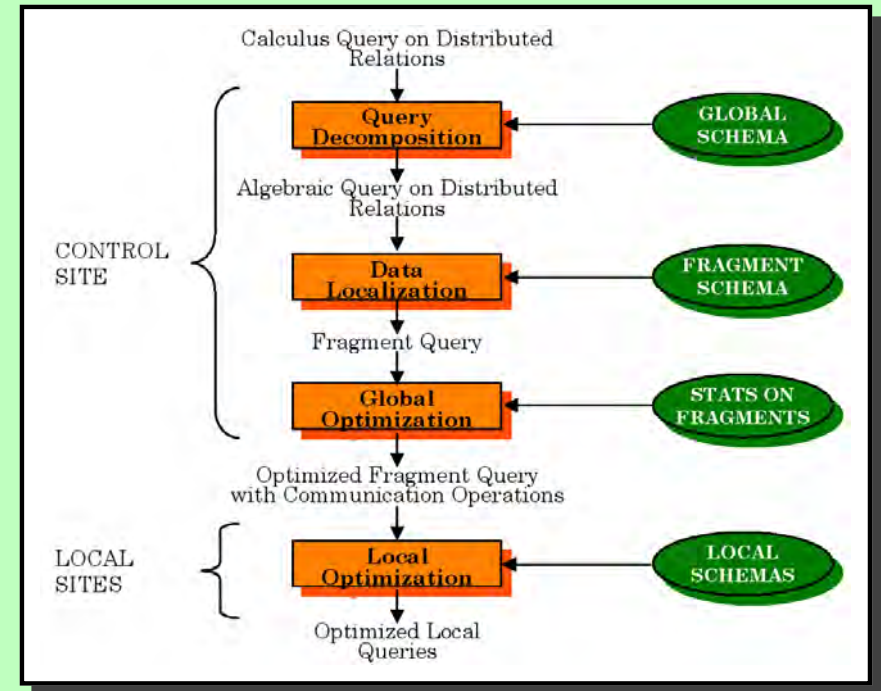 Calculus Query on Distributed
Relations
Query
Decomposition
GLOBAL
SCHEMA
Algebraic Query on Distributed
Relations
CONTROL
SITE
Data
Localization
FRAGMENT
SCHEMA
Fragment Query
Global
Optimization
STATS ON
FRAGMENTS
Optimized Fragment Query
with Communication Operations
LOCAL
SITES
Local
Optimization
LOCAL
SCHEMAS
Optimized Local
Queries